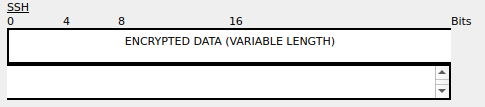 SSH
0 4 8 16 Bits
ENCRYPTED DATA (VARIABLE LENGTH)